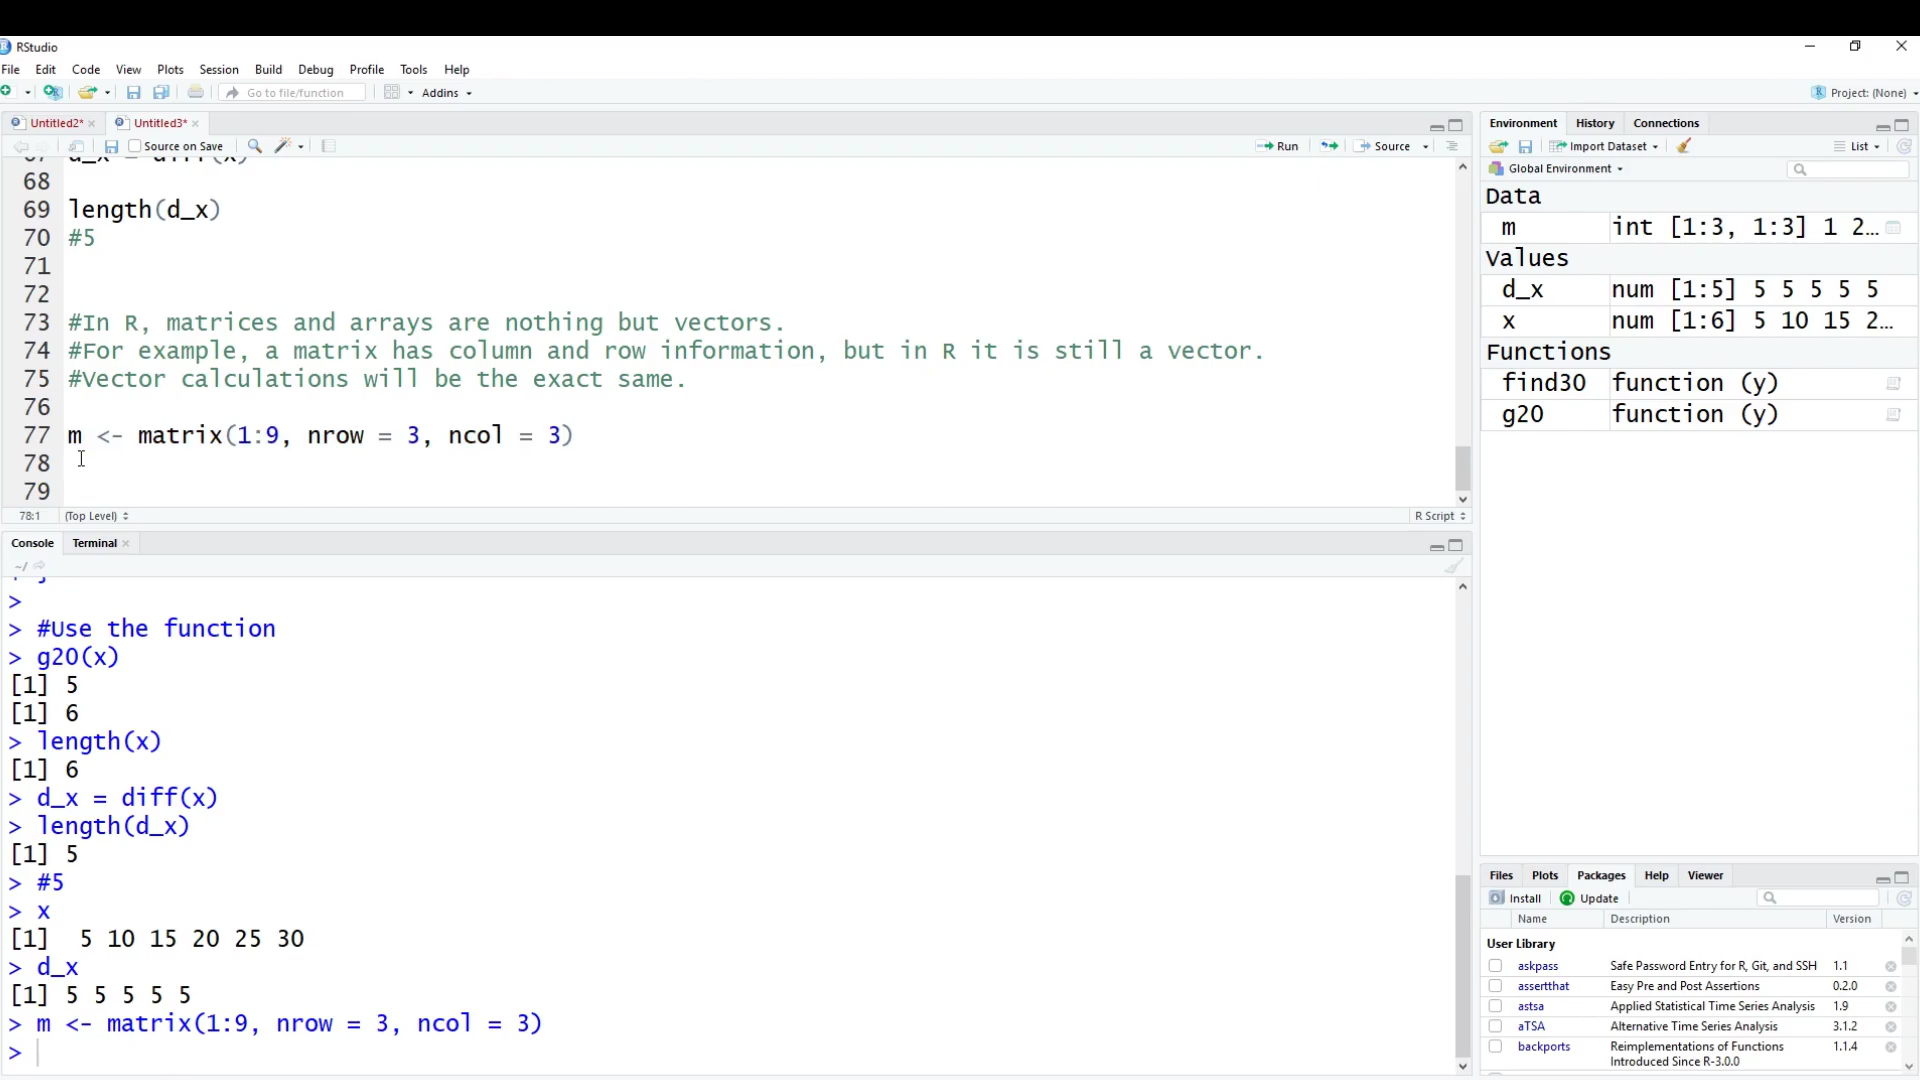 RStudio
File Edit Code View Plots Session Build Debug Profile Tools Help
Go to file/function Addins Project: (None)
Untitled2* Untitled3*
Source on Save Run Source
67 d_x = diff(x)
68
69 length(d_x)
70 #5
71
72
73 #In R, matrices and arrays are nothing but vectors.
74 #For example, a matrix has column and row information, but in R it is still a vector.
75 #Vector calculations will be the exact same.
76
77 m <- matrix(1:9, nrow = 3, ncol = 3)
78
79
78:1 (Top Level) R Script
Console Terminal
~/
>
> #Use the function
> g20(x)
[1] 5
[1] 6
> length(x)
[1] 6
> d_x = diff(x)
> length(d_x)
[1] 5
> #5
> x
[1]  5 10 15 20 25 30
> d_x
[1] 5 5 5 5 5
> m <- matrix(1:9, nrow = 3, ncol = 3)
>
Environment History Connections
Import Dataset List
Global Environment
Data
m int [1:3, 1:3] 1 2…
Values
d_x num [1:5] 5 5 5 5 5
x num [1:6] 5 10 15 2…
Functions
find30 function (y)
g20 function (y)
Files Plots Packages Help Viewer
Install Update
Name Description Version
User Library
askpass Safe Password Entry for R, Git, and SSH 1.1
assertthat Easy Pre and Post Assertions 0.2.0
astsa Applied Statistical Time Series Analysis 1.9
aTSA Alternative Time Series Analysis 3.1.2
backports Reimplementations of Functions 1.1.4
Introduced Since R-3.0.0